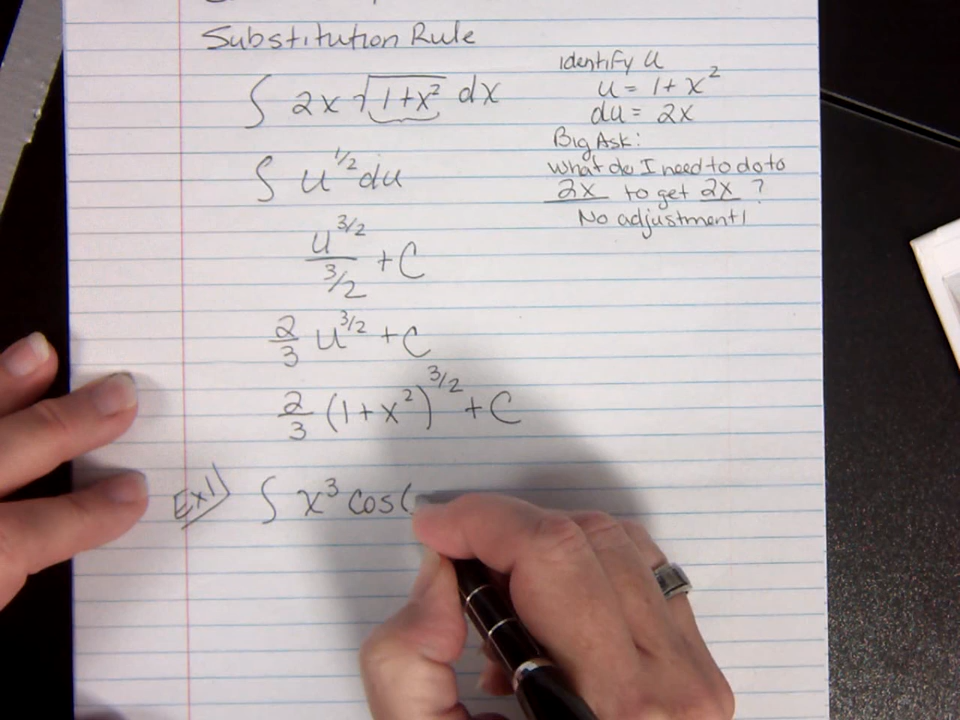 Substitution Rule
∫ 2x √(1+x²) dx
∫ u^(1/2) du
u^(3/2) / (3/2) + C
2/3 u^(3/2) + C
2/3 (1+x²)^(3/2) + C
Ex1) ∫ x³ cos(
identify u
u = 1+x²
du = 2x
Big Ask:
What do I need to do to
2x to get 2x ?
No adjustment!